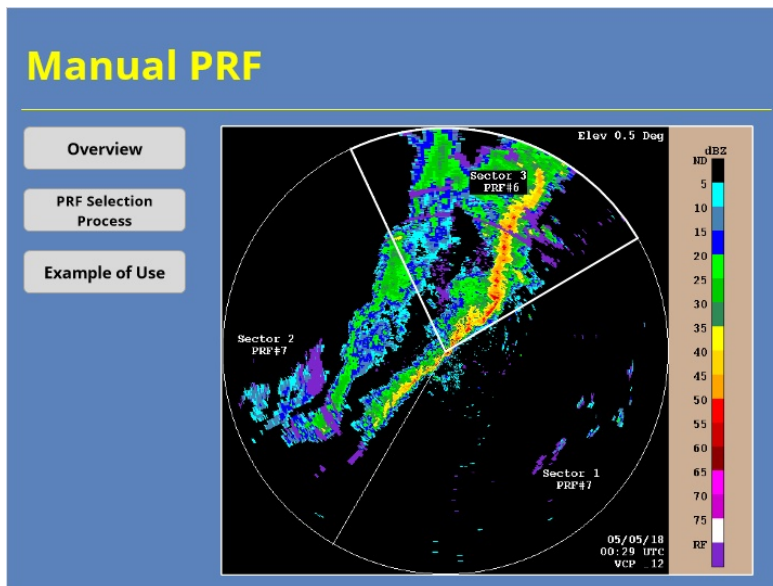 Manual PRF
Overview
PRF Selection
Process
Example of Use
Elev 0.5 Deg
Sector 3
PRF#6
Sector 2
PRF#7
Sector 1
PRF#7
05/05/18
00:29 UTC
VCP 12
dBZ
ND
5
10
15
20
25
30
35
40
45
50
55
60
65
70
75
RF